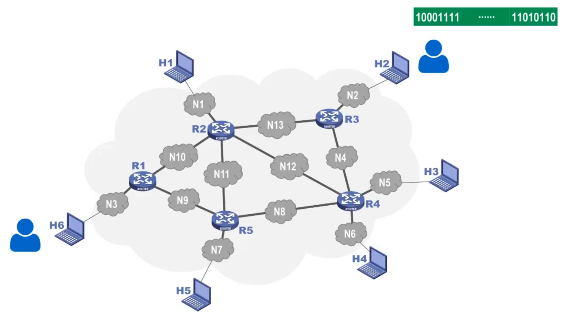 10001111 ...... 11010110
H1
H2
N1
N2
R2
N13
R3
N10
N4
R1
N11
N12
H3
N5
N3
N9
R4
H6
R5
N8
N7
N6
H4
H5